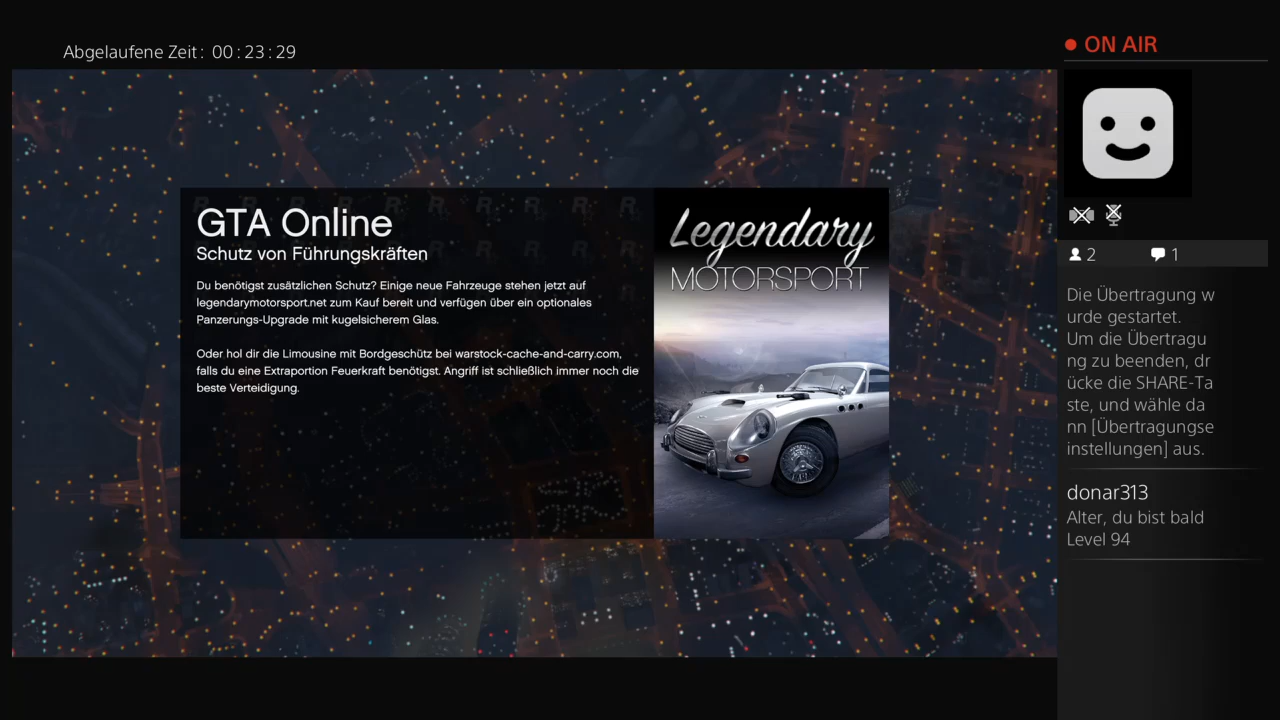 Abgelaufene Zeit: 00:23:29
ON AIR
GTA Online
Schutz von Führungskräften
Du benötigst zusätzlichen Schutz? Einige neue Fahrzeuge stehen jetzt auf
legendarymotorsport.net zum Kauf bereit und verfügen über ein optionales
Panzerungs-Upgrade mit kugelsicherem Glas.
Oder hol dir die Limousine mit Bordgeschütz bei warstock-cache-and-carry.com,
falls du eine Extraportion Feuerkraft benötigst. Angriff ist schließlich immer noch die
beste Verteidigung.
Legendary
MOTORSPORT
2
1
Die Übertragung w
urde gestartet.
Um die Übertragu
ng zu beenden, dr
ücke die SHARE-Ta
ste, und wähle da
nn [Übertragungse
instellungen] aus.
donar313
Alter, du bist bald
Level 94